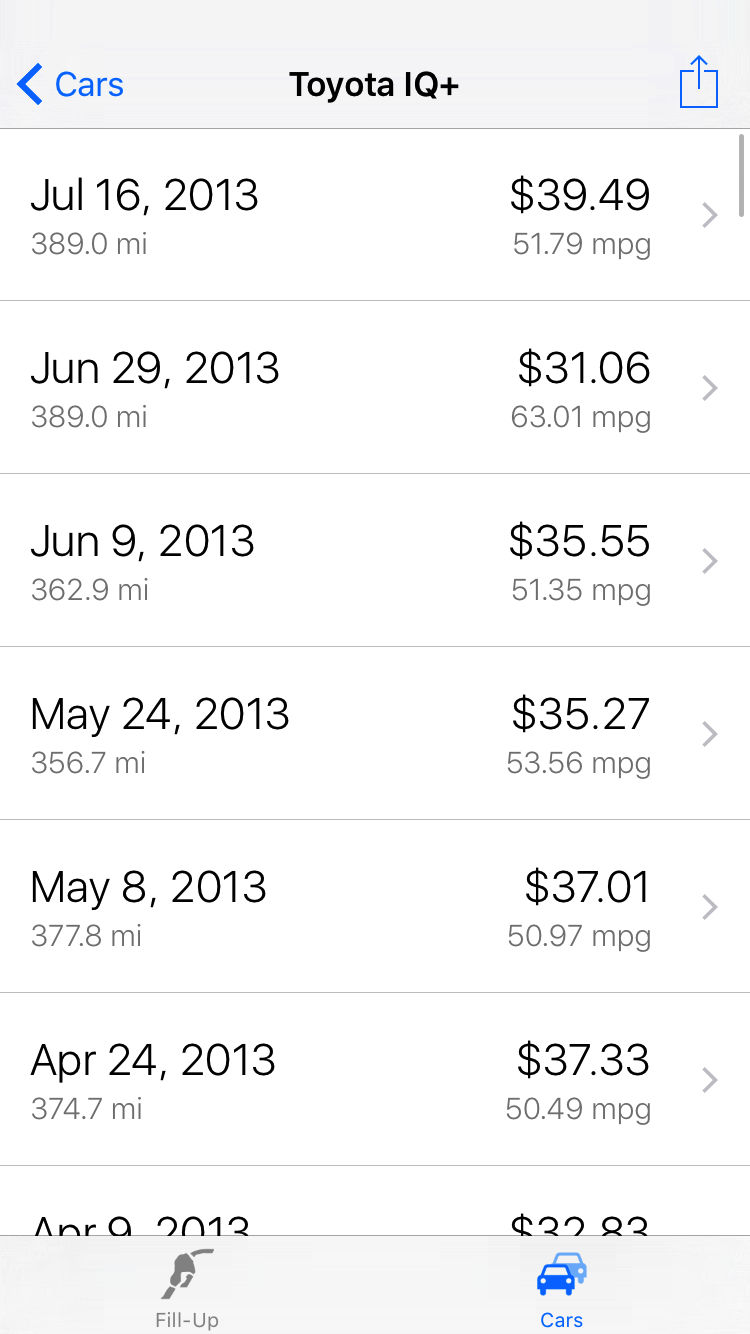 Cars Toyota IQ+
Jul 16, 2013 $39.49
389.0 mi 51.79 mpg
Jun 29, 2013 $31.06
389.0 mi 63.01 mpg
Jun 9, 2013 $35.55
362.9 mi 51.35 mpg
May 24, 2013 $35.27
356.7 mi 53.56 mpg
May 8, 2013 $37.01
377.8 mi 50.97 mpg
Apr 24, 2013 $37.33
374.7 mi 50.49 mpg
Apr 9, 2013 $32.83
Fill-Up Cars